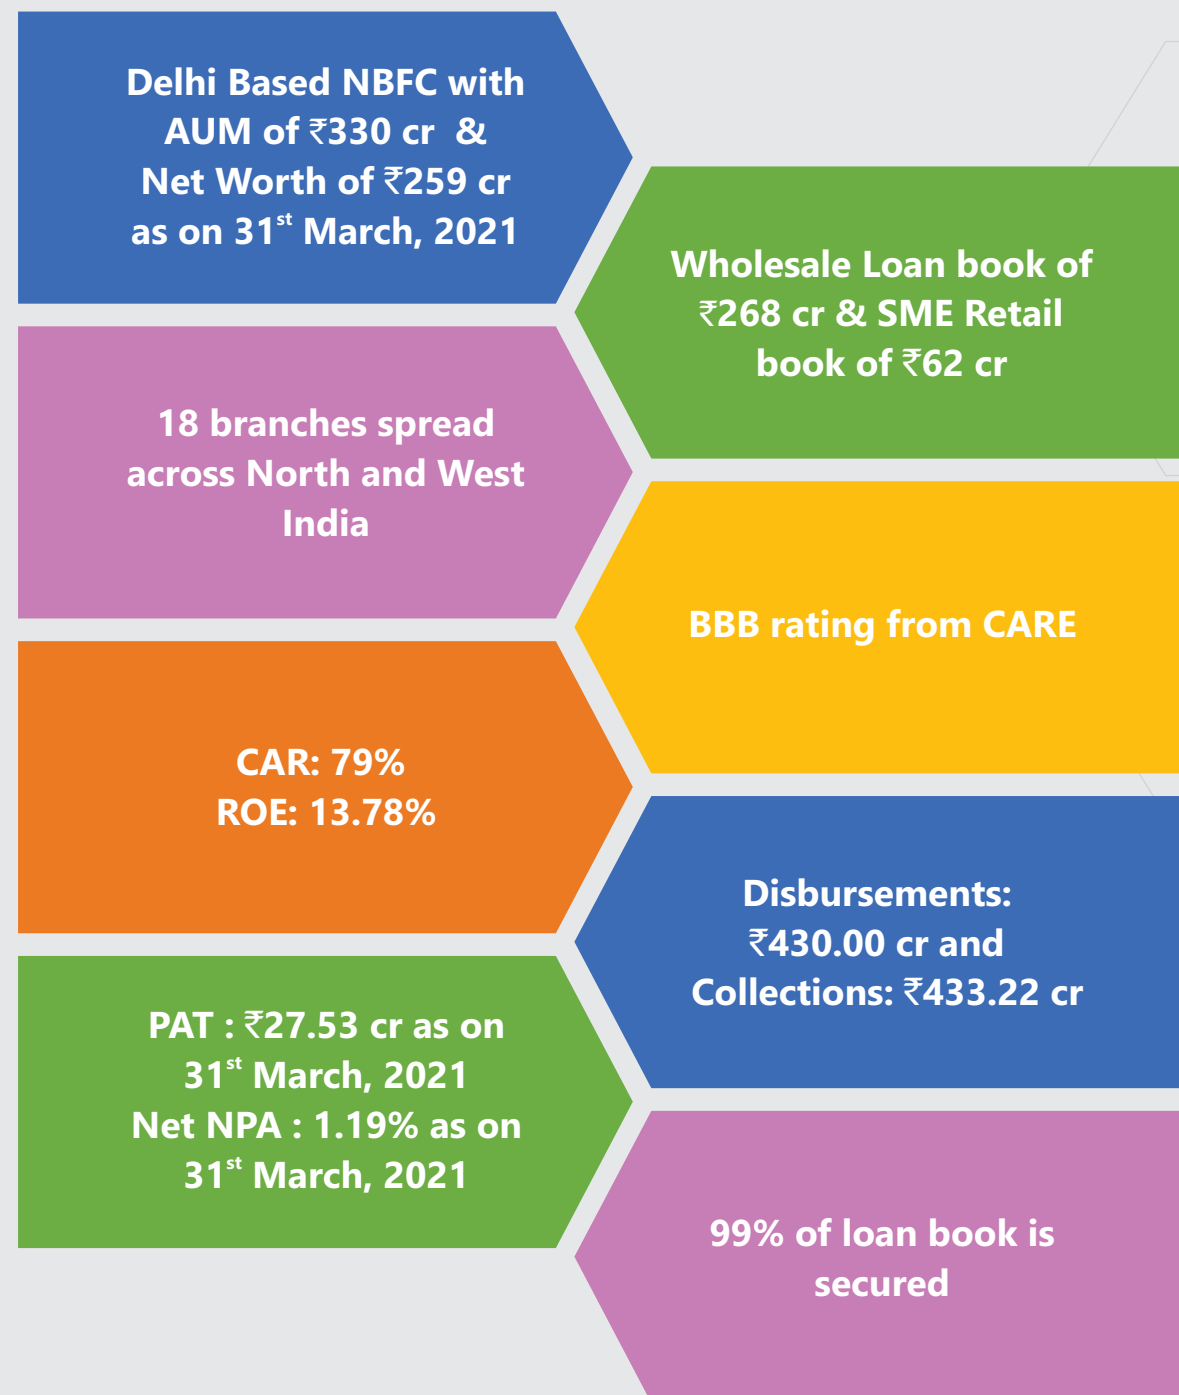 Delhi Based NBFC with
AUM of ₹330 cr &
Net Worth of ₹259 cr
as on 31st March, 2021
Wholesale Loan book of
₹268 cr & SME Retail
book of ₹62 cr
18 branches spread
across North and West
India
BBB rating from CARE
CAR: 79%
ROE: 13.78%
Disbursements:
₹430.00 cr and
Collections: ₹433.22 cr
PAT : ₹27.53 cr as on
31st March, 2021
Net NPA : 1.19% as on
31st March, 2021
99% of loan book is
secured